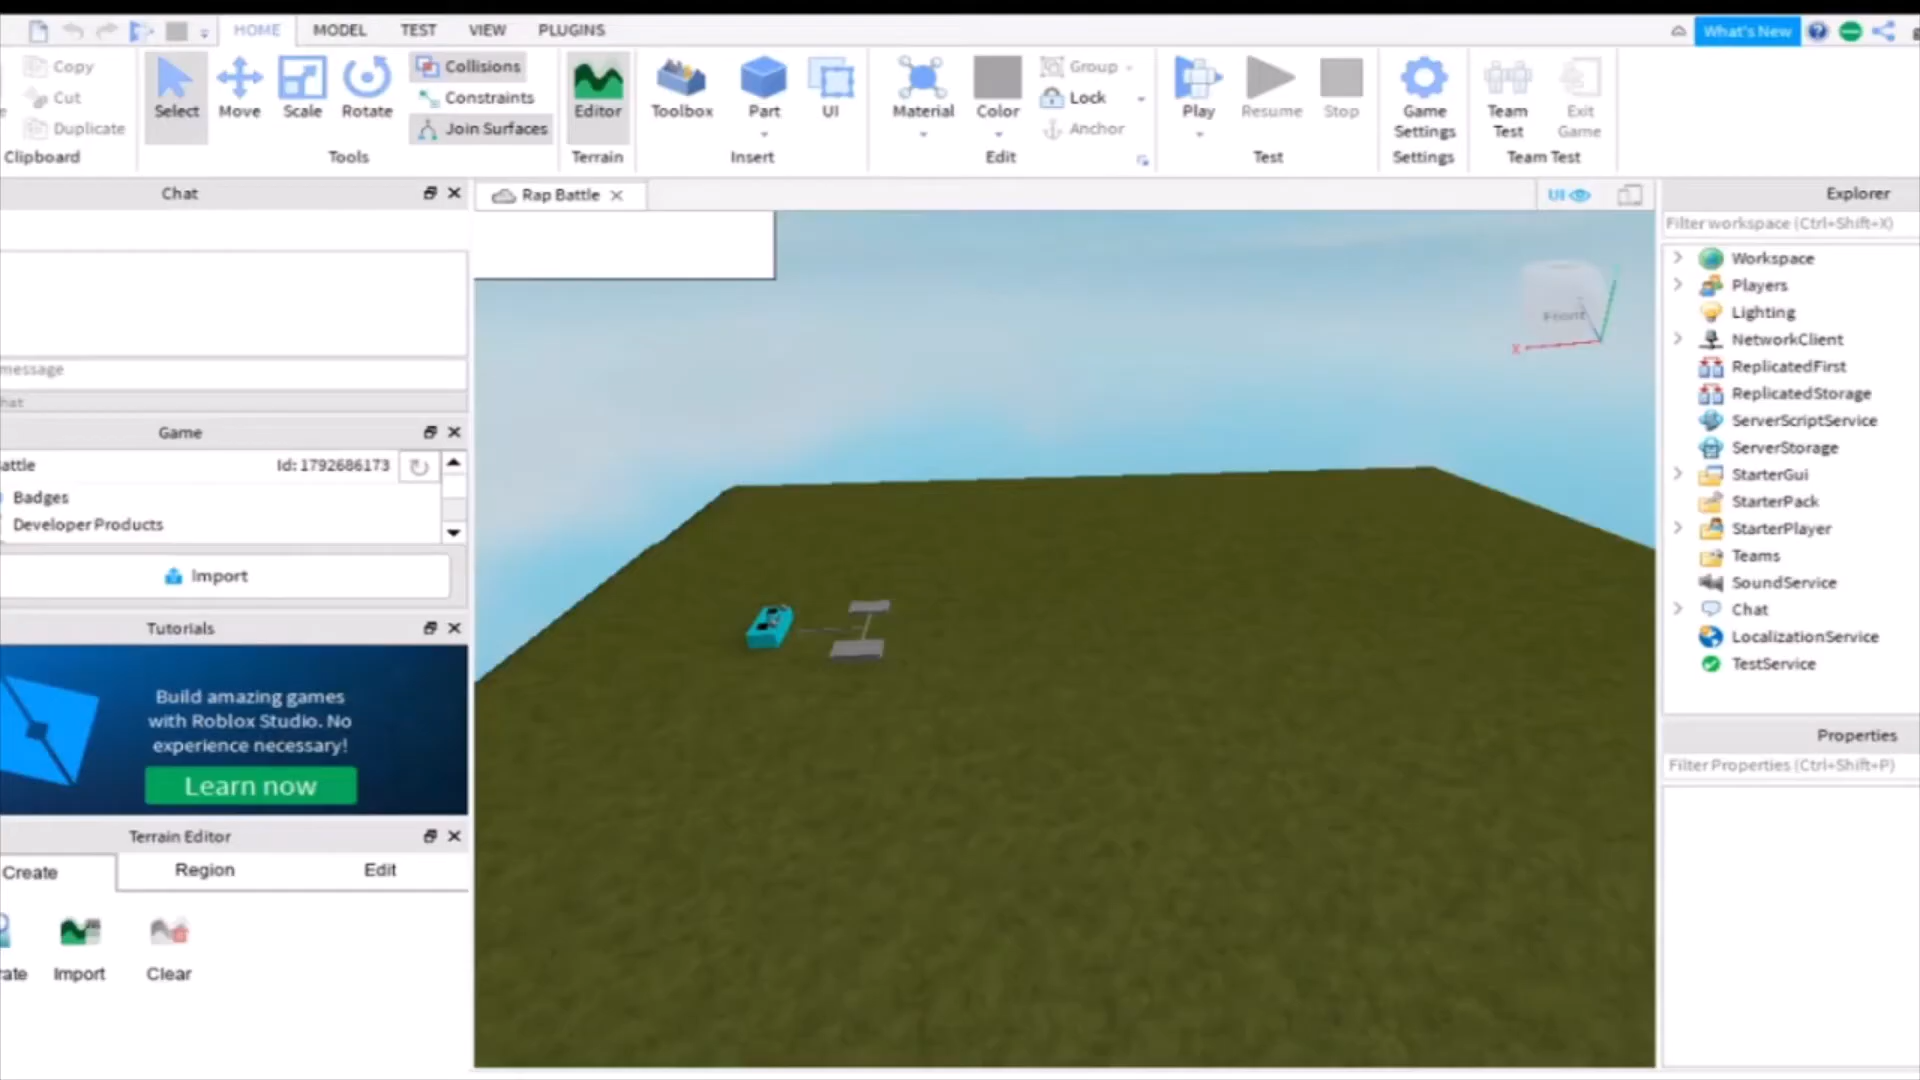 HOME MODEL TEST VIEW PLUGINS What's New
Copy
Cut
Duplicate
Clipboard
Select Move Scale Rotate
Collisions
Constraints
Join Surfaces
Tools
Editor
Terrain
Toolbox Part UI
Insert
Material Color
Group
Lock
Anchor
Edit
Play Resume Stop
Test
Game
Settings
Settings
Team
Test
Exit
Game
Team Test
Chat
message
hat
Game
attle Id: 1792686173
Badges
Developer Products
Import
Tutorials
Build amazing games
with Roblox Studio. No
experience necessary!
Learn now
Terrain Editor
Create Region Edit
rate Import Clear
Rap Battle
UI
Front
X
Explorer
Filter workspace (Ctrl+Shift+X)
Workspace
Players
Lighting
NetworkClient
ReplicatedFirst
ReplicatedStorage
ServerScriptService
ServerStorage
StarterGui
StarterPack
StarterPlayer
Teams
SoundService
Chat
LocalizationService
TestService
Properties
Filter Properties (Ctrl+Shift+P)